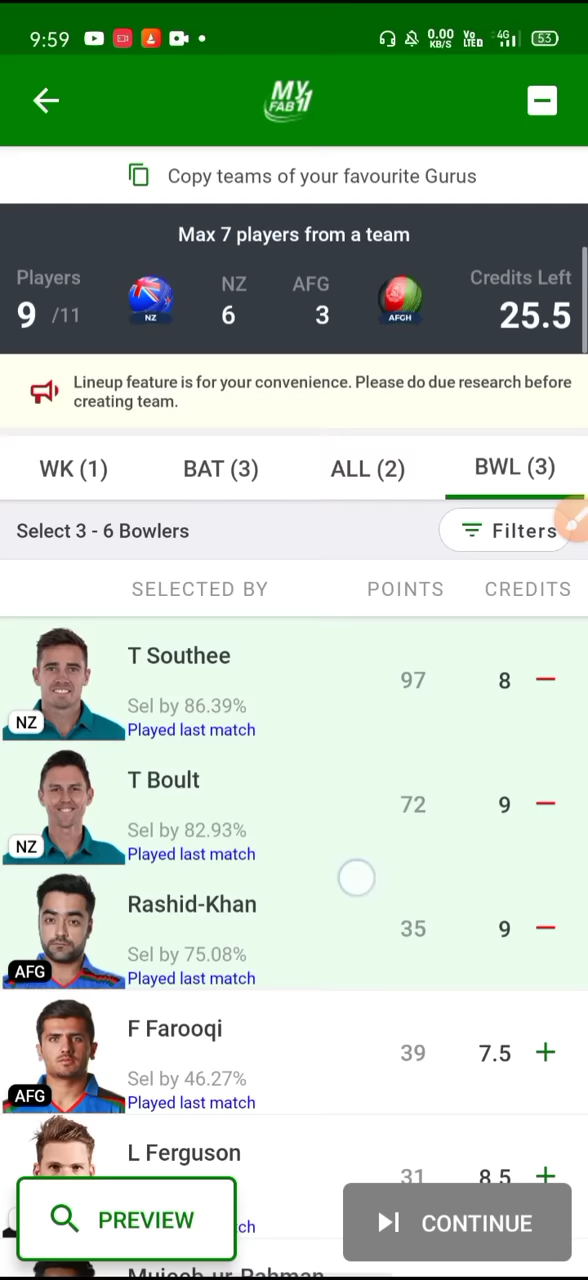 9:59
0.00 KB/S
Vo LTE D
4G
53
MY FAB 11
Copy teams of your favourite Gurus
Max 7 players from a team
Players NZ AFG Credits Left
9 /11 NZ 6 3 AFGH 25.5
Lineup feature is for your convenience. Please do due research before
creating team.
WK (1) BAT (3) ALL (2) BWL (3)
Select 3 - 6 Bowlers Filters
SELECTED BY POINTS CREDITS
T Southee
97 8
Sel by 86.39%
NZ Played last match
T Boult
72 9
Sel by 82.93%
NZ Played last match
Rashid-Khan
35 9
Sel by 75.08%
AFG Played last match
F Farooqi
39 7.5
Sel by 46.27%
AFG Played last match
L Ferguson
31 8.5
PREVIEW CONTINUE
ch
Mujeeb-ur-Rahman